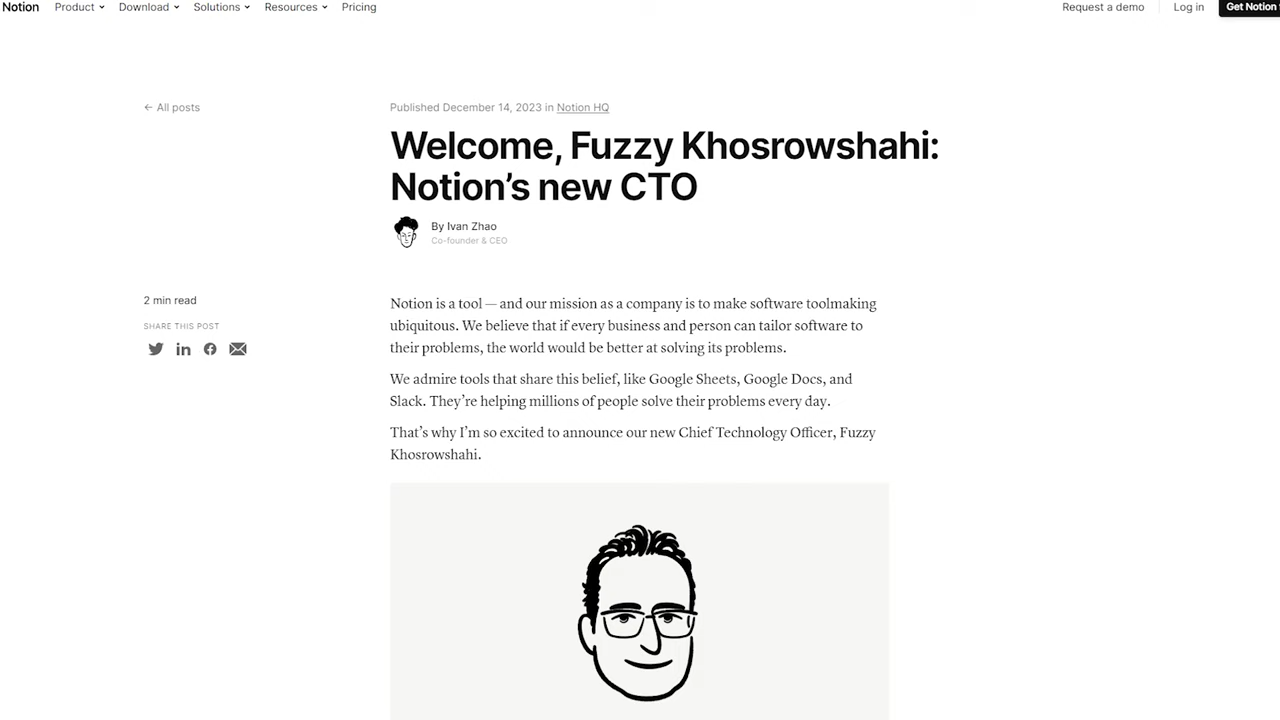 Notion Product Download Solutions Resources Pricing Request a demo Log in Get Notion
← All posts
Published December 14, 2023 in Notion HQ
Welcome, Fuzzy Khosrowshahi:
Notion’s new CTO
By Ivan Zhao
Co-founder & CEO
2 min read
SHARE THIS POST
Notion is a tool — and our mission as a company is to make software toolmaking
ubiquitous. We believe that if every business and person can tailor software to
their problems, the world would be better at solving its problems.
We admire tools that share this belief, like Google Sheets, Google Docs, and
Slack. They’re helping millions of people solve their problems every day.
That’s why I’m so excited to announce our new Chief Technology Officer, Fuzzy
Khosrowshahi.